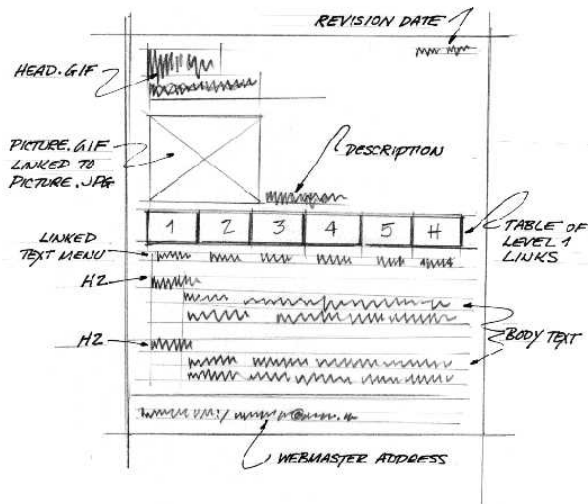 REVISION DATE
HEAD.GIF
PICTURE.GIF
LINKED TO
PICTURE.JPG
DESCRIPTION
1 2 3 4 5 H
TABLE OF
LEVEL 1
LINKS
LINKED
TEXT MENU
H2
H2
BODY TEXT
WEBMASTER ADDRESS